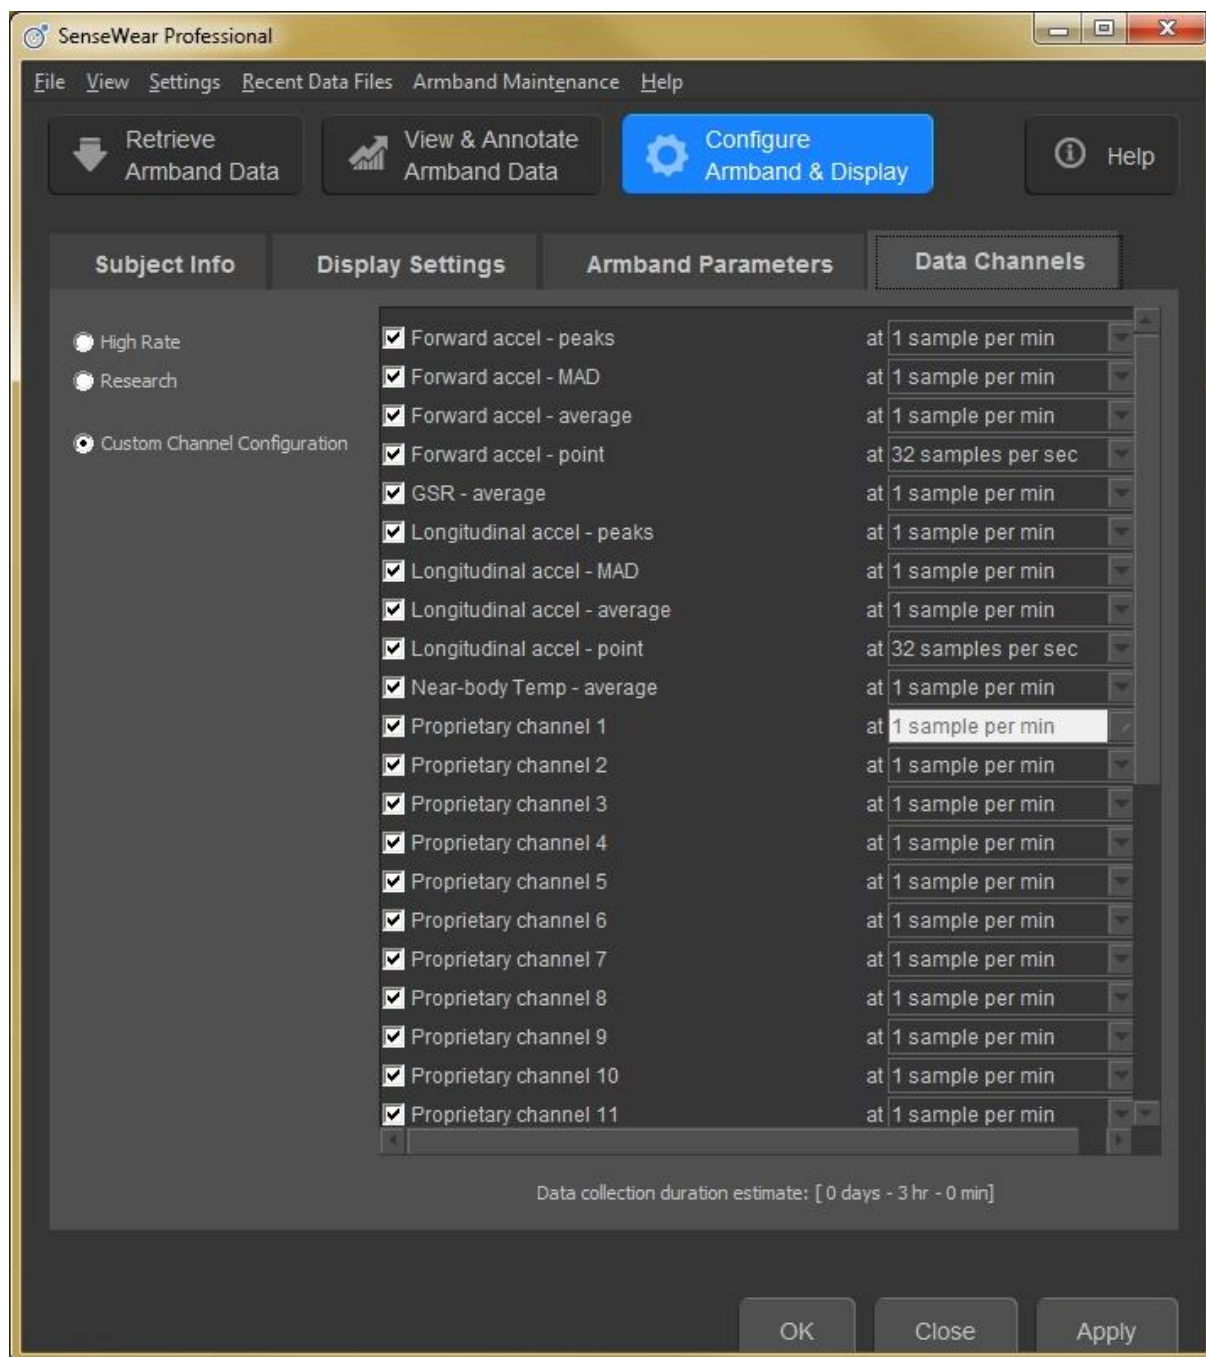 SenseWear Professional
File View Settings Recent Data Files Armband Maintenance Help
Retrieve
Armband Data
View & Annotate
Armband Data
Configure
Armband & Display
Help
Subject Info
Display Settings
Armband Parameters
Data Channels
High Rate
Research
Custom Channel Configuration
Forward accel - peaks at 1 sample per min
Forward accel - MAD at 1 sample per min
Forward accel - average at 1 sample per min
Forward accel - point at 32 samples per sec
GSR - average at 1 sample per min
Longitudinal accel - peaks at 1 sample per min
Longitudinal accel - MAD at 1 sample per min
Longitudinal accel - average at 1 sample per min
Longitudinal accel - point at 32 samples per sec
Near-body Temp - average at 1 sample per min
Proprietary channel 1 at 1 sample per min
Proprietary channel 2 at 1 sample per min
Proprietary channel 3 at 1 sample per min
Proprietary channel 4 at 1 sample per min
Proprietary channel 5 at 1 sample per min
Proprietary channel 6 at 1 sample per min
Proprietary channel 7 at 1 sample per min
Proprietary channel 8 at 1 sample per min
Proprietary channel 9 at 1 sample per min
Proprietary channel 10 at 1 sample per min
Proprietary channel 11 at 1 sample per min
Data collection duration estimate: [ 0 days - 3 hr - 0 min]
OK
Close
Apply